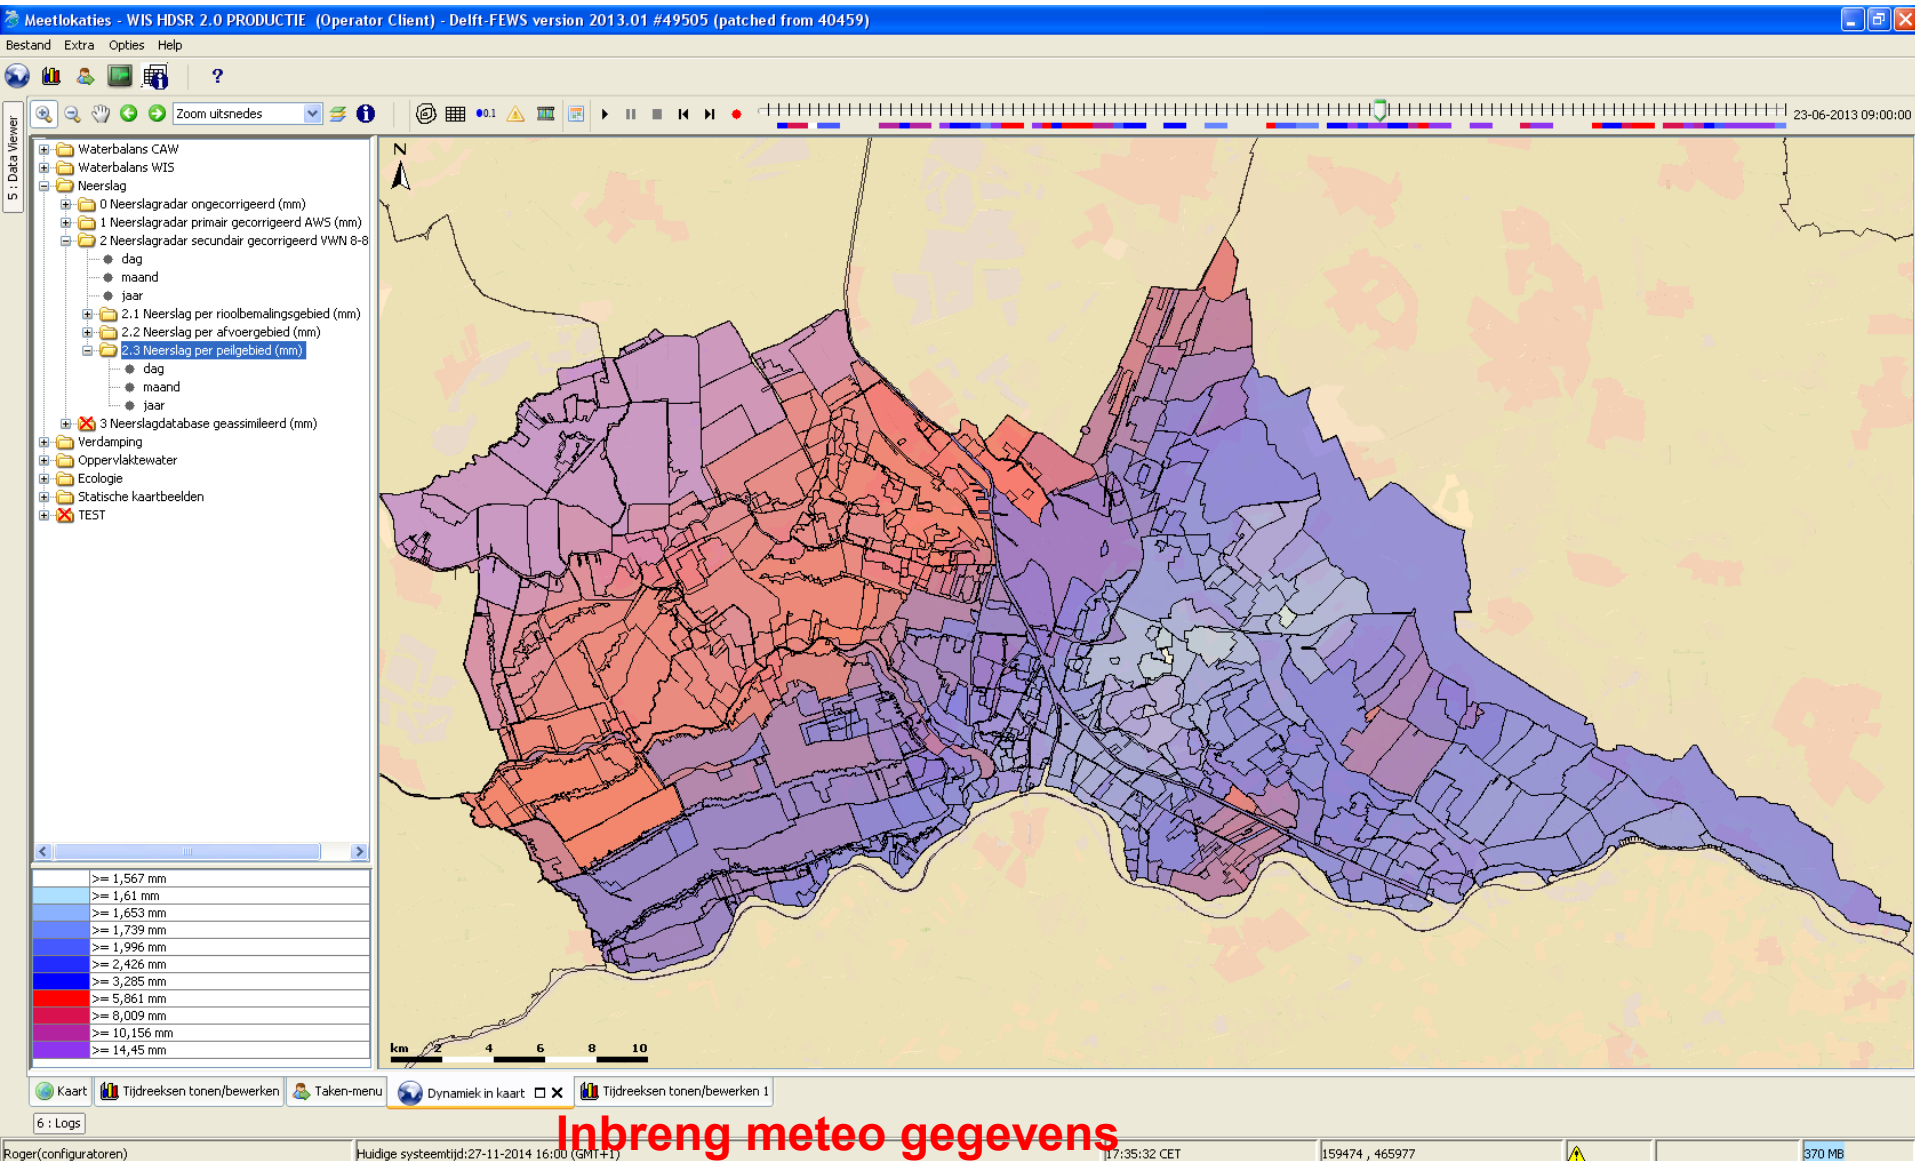 Meetlokaties - WIS HDSR 2.0 PRODUCTIE (Operator Client) - Delft-FEWS version 2013.01 #49505 (patched from 40459)
Bestand Extra Opties Help
?
Zoom uitsnedes
0.1
23-06-2013 09:00:00
5 : Data Viewer
Waterbalans CAW
Waterbalans WIS
Neerslag
0 Neerslagradar ongecorrigeerd (mm)
1 Neerslagradar primair gecorrigeerd AWS (mm)
2 Neerslagradar secundair gecorrigeerd VWN 8-8
dag
maand
jaar
2.1 Neerslag per rioolbemalingsgebied (mm)
2.2 Neerslag per afvoergebied (mm)
2.3 Neerslag per peilgebied (mm)
dag
maand
jaar
3 Neerslagdatabase geassimileerd (mm)
Verdamping
Oppervlaktewater
Ecologie
Statische kaartbeelden
TEST
>= 1,567 mm
>= 1,61 mm
>= 1,653 mm
>= 1,739 mm
>= 1,996 mm
>= 2,426 mm
>= 3,285 mm
>= 5,861 mm
>= 8,009 mm
>= 10,156 mm
>= 14,45 mm
N
km 2 4 6 8 10
Kaart Tijdreeksen tonen/bewerken Taken-menu Dynamiek in kaart Tijdreeksen tonen/bewerken 1
6 : Logs
Inbreng meteo gegevens
Roger(configuratoren) Huidige systeemtijd:27-11-2014 16:00 (GMT+1) 17:35:32 CET 159474 , 465977 370 MB